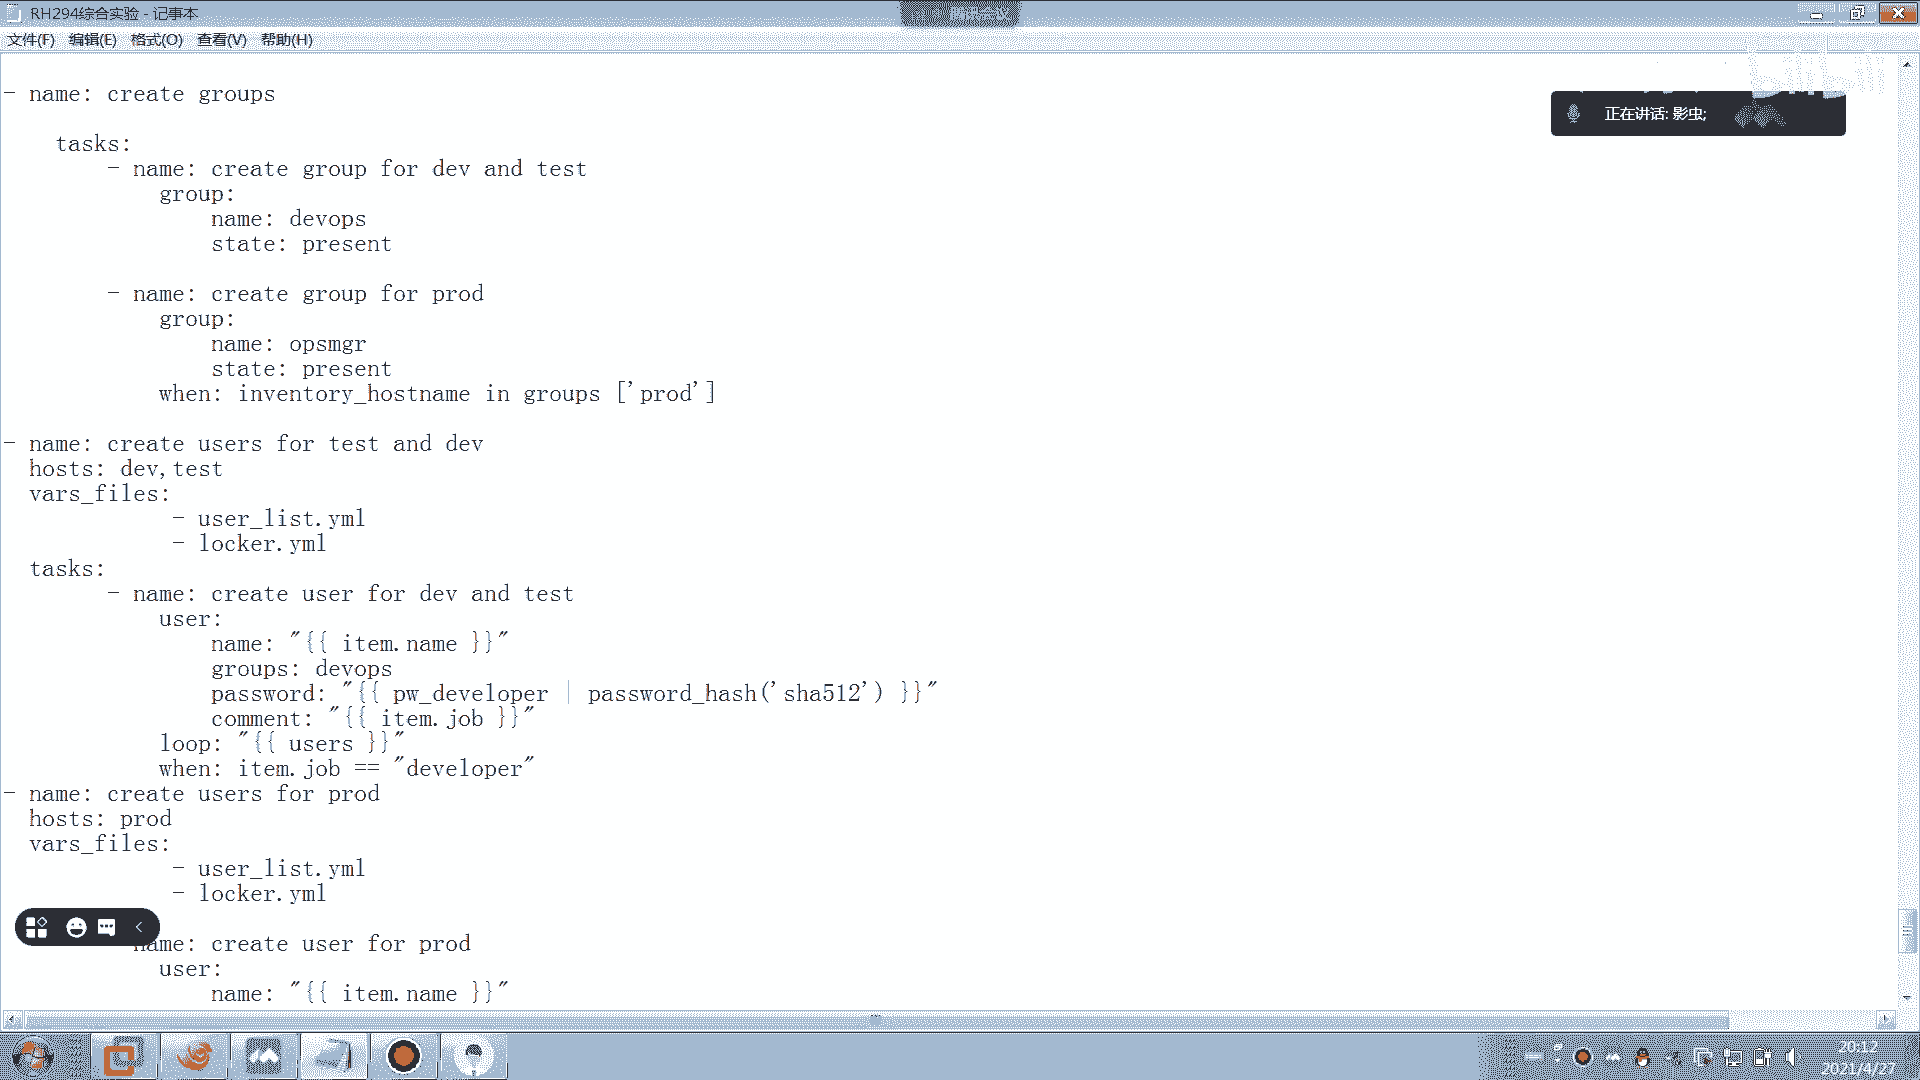 RH294综合实验 - 记事本
腾讯会议
文件(F) 编辑(E) 格式(O) 查看(V) 帮助(H)
bilibili
正在讲话: 影虫;
- name: create groups
tasks:
- name: create group for dev and test
group:
name: devops
state: present
- name: create group for prod
group:
name: opsmgr
state: present
when: inventory_hostname in groups ['prod']
- name: create users for test and dev
hosts: dev,test
vars_files:
- user_list.yml
- locker.yml
tasks:
- name: create user for dev and test
user:
name: "{{ item.name }}"
groups: devops
password: "{{ pw_developer | password_hash('sha512') }}"
comment: "{{ item.job }}"
loop: "{{ users }}"
when: item.job == "developer"
- name: create users for prod
hosts: prod
vars_files:
- user_list.yml
- locker.yml
name: create user for prod
user:
name: "{{ item.name }}"
20:12
2021/4/27